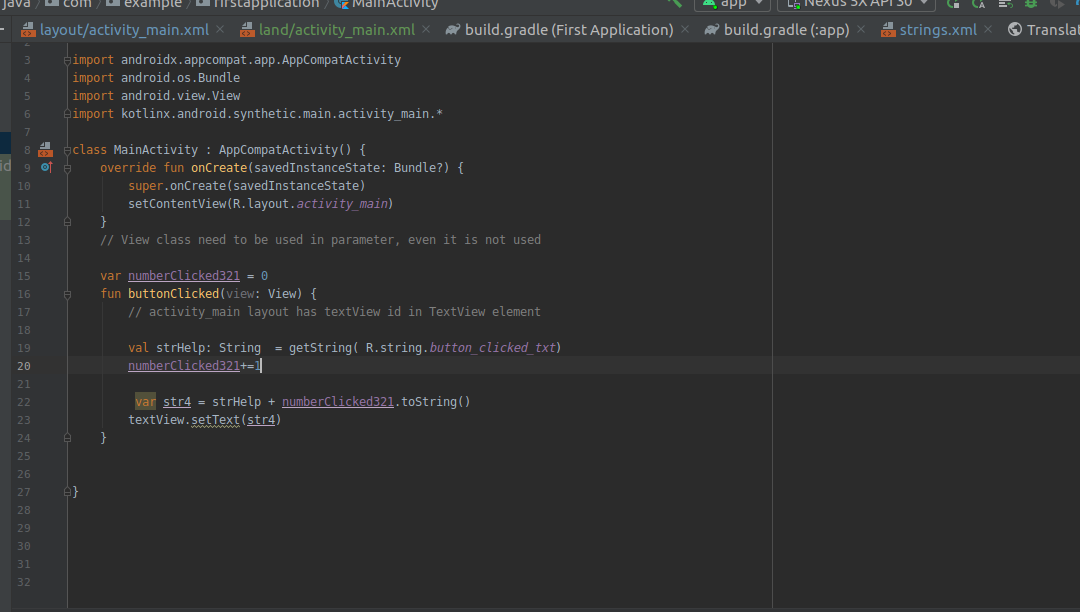 java com example firstapplication MainActivity app Nexus 5X API 30
layout/activity_main.xml land/activity_main.xml build.gradle (First Application) build.gradle (:app) strings.xml Translat
2
3 import androidx.appcompat.app.AppCompatActivity
4 import android.os.Bundle
5 import android.view.View
6 import kotlinx.android.synthetic.main.activity_main.*
7
8 class MainActivity : AppCompatActivity() {
9 override fun onCreate(savedInstanceState: Bundle?) {
10 super.onCreate(savedInstanceState)
11 setContentView(R.layout.activity_main)
12 }
13 // View class need to be used in parameter, even it is not used
14
15 var numberClicked321 = 0
16 fun buttonClicked(view: View) {
17 // activity_main layout has textView id in TextView element
18
19 val strHelp: String  = getString( R.string.button_clicked_txt)
20 numberClicked321+=1
21
22 var str4 = strHelp + numberClicked321.toString()
23 textView.setText(str4)
24 }
25
26
27 }
28
29
30
31
32
id